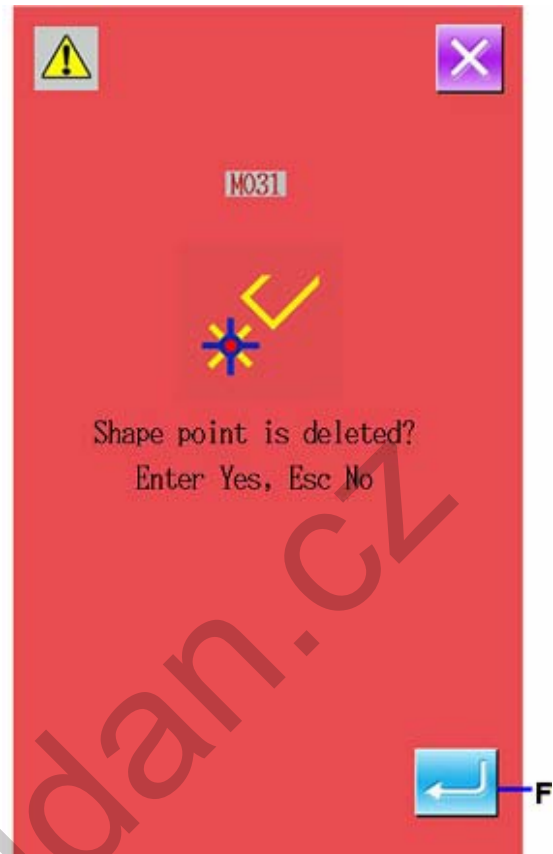 M031
Shape point is deleted?
Enter Yes, Esc No
F
dan.cz